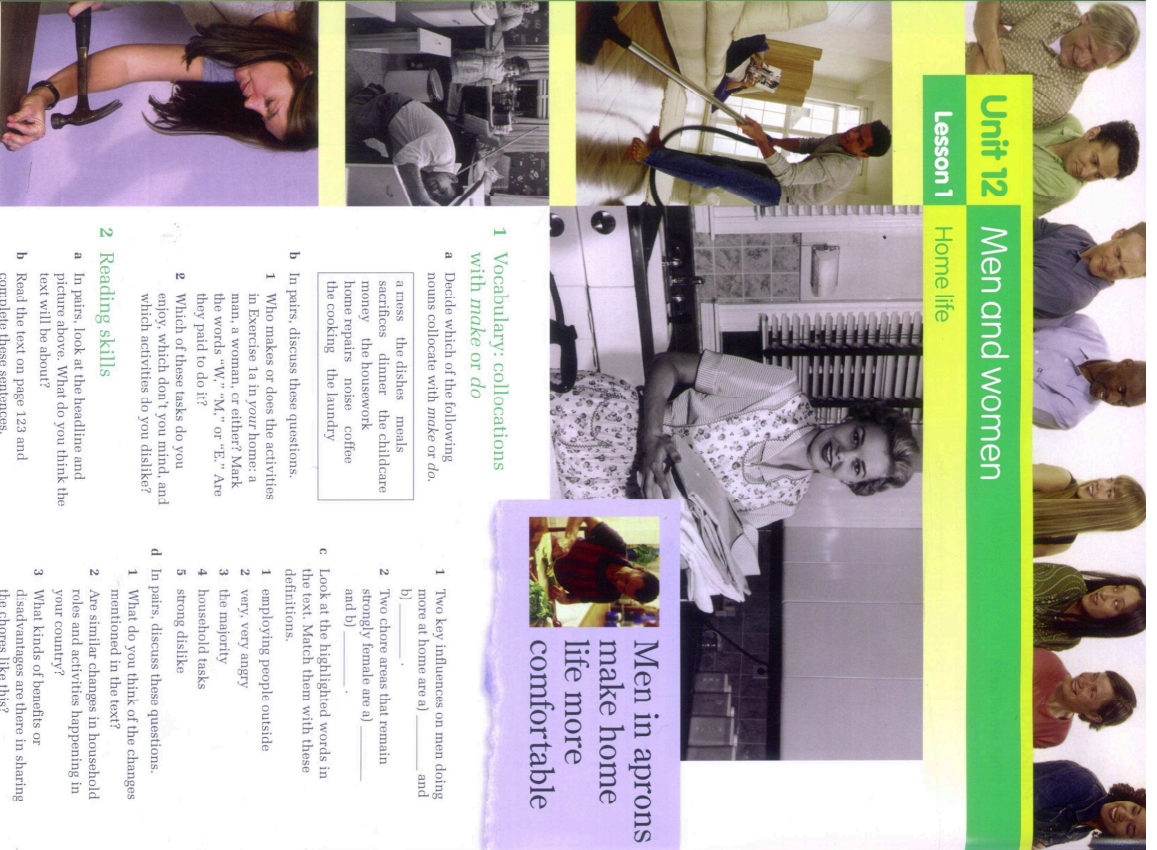 Unit 12 Men and women
Lesson 1 Home life
1 Vocabulary: collocations
with make or do
a Decide which of the following
nouns collocate with make or do.
a mess the dishes meals
sacrifices dinner the childcare
money the housework
home repairs noise coffee
the cooking the laundry
b In pairs, discuss these questions.
1 Who makes or does the activities
in Exercise 1a in your home: a
man, a woman, or either? Mark
the words “W,” “M,” or “E.” Are
they paid to do it?
2 Which of these tasks do you
enjoy, which don't you mind, and
which activities do you dislike?
2 Reading skills
a In pairs, look at the headline and
picture above. What do you think the
text will be about?
b Read the text on page 123 and
complete these sentences.
Men in aprons
make home
life more
comfortable
1 Two key influences on men doing
more at home are a) ________ and
b) ________.
2 Two chore areas that remain
strongly female are a) ________
and b) ________.
c Look at the highlighted words in
the text. Match them with these
definitions.
1 employing people outside
2 very, very angry
3 the majority
4 household tasks
5 strong dislike
d In pairs, discuss these questions.
1 What do you think of the changes
mentioned in the text?
2 Are similar changes in household
roles and activities happening in
your country?
3 What kinds of benefits or
disadvantages are there in sharing
the chores like this?